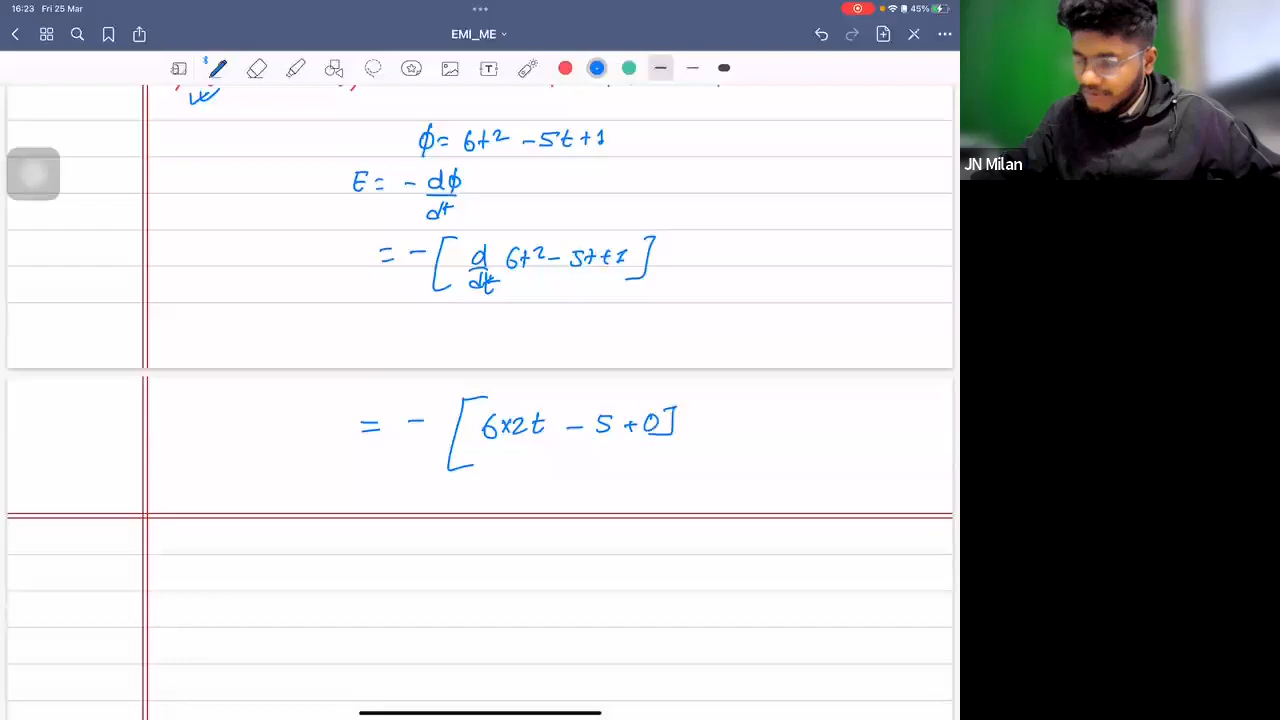 16:23 Fri 25 Mar
45%
EMI_ME
JN Milan
ϕ = 6t² - 5t + 1
E = - dϕ/dt
= - [ d/dt 6t² - 5t + 1 ]
= - [ 6×2t - 5 + 0 ]